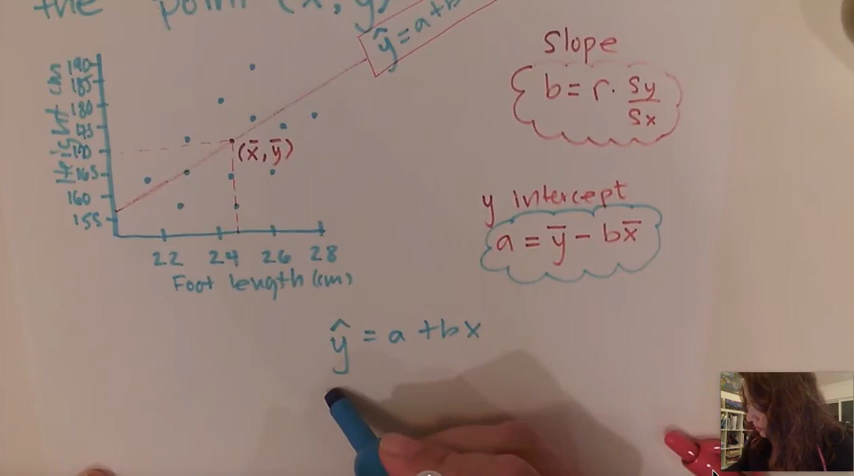 the point (x̄, ȳ)
ŷ = a + b
Slope
b = r · sy/sx
y intercept
a = ȳ - bx̄
Height cm
190
185
180
175
170
165
160
155
(x̄, ȳ)
22 24 26 28
Foot length (cm)
ŷ = a + bx